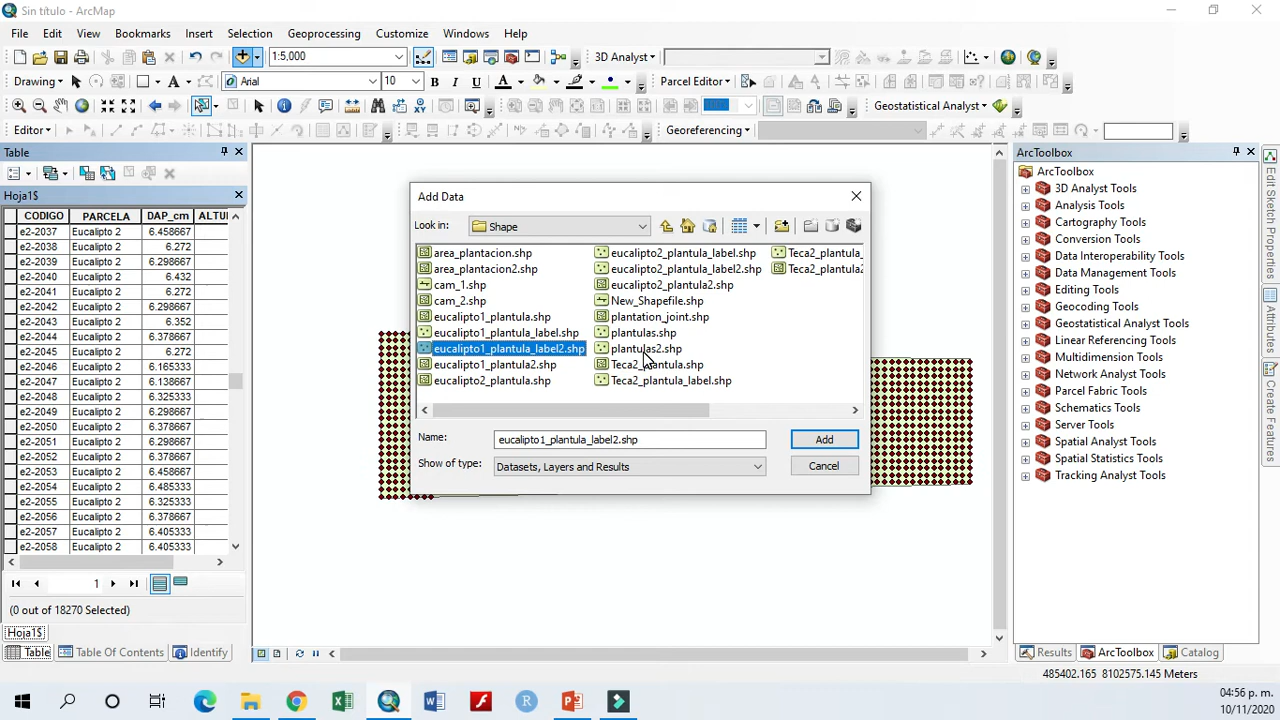 Sin título - ArcMap
File Edit View Bookmarks Insert Selection Geoprocessing Customize Windows Help
1:5,000 3D Analyst
Drawing Arial 10 B I U A Parcel Editor
Geostatistical Analyst
Editor Georeferencing
Table
Hoja1$
CODIGO PARCELA DAP_cm ALTUI
e2-2037 Eucalipto 2 6.458667
e2-2038 Eucalipto 2 6.272
e2-2039 Eucalipto 2 6.298667
e2-2040 Eucalipto 2 6.432
e2-2041 Eucalipto 2 6.272
e2-2042 Eucalipto 2 6.298667
e2-2043 Eucalipto 2 6.352
e2-2044 Eucalipto 2 6.378667
e2-2045 Eucalipto 2 6.272
e2-2046 Eucalipto 2 6.165333
e2-2047 Eucalipto 2 6.138667
e2-2048 Eucalipto 2 6.325333
e2-2049 Eucalipto 2 6.298667
e2-2050 Eucalipto 2 6.298667
e2-2051 Eucalipto 2 6.298667
e2-2052 Eucalipto 2 6.272
e2-2053 Eucalipto 2 6.298667
e2-2054 Eucalipto 2 6.485333
e2-2055 Eucalipto 2 6.325333
e2-2056 Eucalipto 2 6.298667
e2-2057 Eucalipto 2 6.405333
e2-2058 Eucalipto 2 6.405333
1
(0 out of 18270 Selected)
Hoja1$
Table Table Of Contents Identify
Add Data
Look in: Shape
area_plantacion.shp
area_plantacion2.shp
cam_1.shp
cam_2.shp
eucalipto1_plantula.shp
eucalipto1_plantula_label.shp
eucalipto1_plantula_label2.shp
eucalipto1_plantula2.shp
eucalipto2_plantula.shp
eucalipto2_plantula_label.shp
eucalipto2_plantula_label2.shp
eucalipto2_plantula2.shp
New_Shapefile.shp
plantation_joint.shp
plantulas.shp
plantulas2.shp
Teca2_plantula.shp
Teca2_plantula_label.shp
Teca2_plantula_
Teca2_plantula2
Name: eucalipto1_plantula_label2.shp Add
Show of type: Datasets, Layers and Results Cancel
ArcToolbox
ArcToolbox
3D Analyst Tools
Analysis Tools
Cartography Tools
Conversion Tools
Data Interoperability Tools
Data Management Tools
Editing Tools
Geocoding Tools
Geostatistical Analyst Tools
Linear Referencing Tools
Multidimension Tools
Network Analyst Tools
Parcel Fabric Tools
Schematics Tools
Server Tools
Spatial Analyst Tools
Spatial Statistics Tools
Tracking Analyst Tools
Edit Sketch Properties
Attributes
Create Features
Results ArcToolbox Catalog
485402.165 8102575.145 Meters
04:56 p. m.
10/11/2020